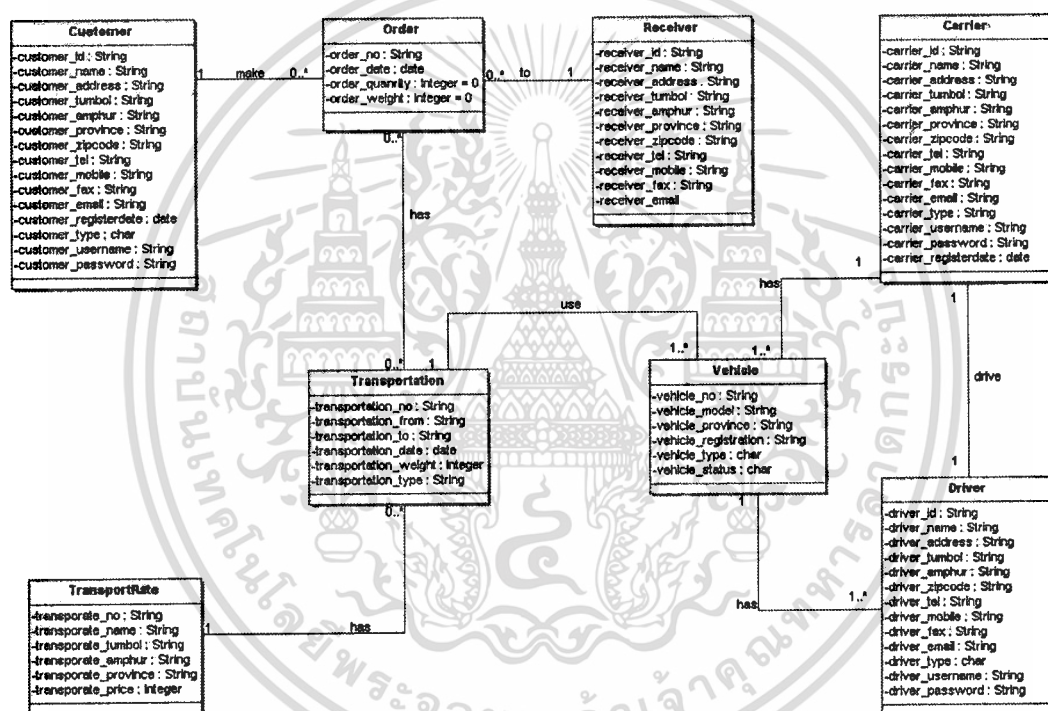 Customer
-customer_id : String
-customer_name : String
-customer_address : String
-customer_tumbol : String
-customer_amphur : String
-customer_province : String
-customer_zipcode : String
-customer_tel : String
-customer_mobile : String
-customer_fax : String
-customer_email : String
-customer_registerdate : date
-customer_type : char
-customer_username : String
-customer_password : String
1
make
0..*
Order
-order_no : String
-order_date : date
-order_quantity : Integer = 0
-order_weight : Integer = 0
0..*
to
1
Receiver
-receiver_id : String
-receiver_name : String
-receiver_address : String
-receiver_tumbol : String
-receiver_amphur : String
-receiver_province : String
-receiver_zipcode : String
-receiver_tel : String
-receiver_mobile : String
-receiver_fax : String
-receiver_email
Carrier
-carrier_id : String
-carrier_name : String
-carrier_address : String
-carrier_tumbol : String
-carrier_amphur : String
-carrier_province : String
-carrier_zipcode : String
-carrier_tel : String
-carrier_mobile : String
-carrier_fax : String
-carrier_email : String
-carrier_type : String
-carrier_username : String
-carrier_password : String
-carrier_registerdate : date
0..*
has
0..*
1
use
1..*
has
1
1..*
1
drive
1
Transportation
-transportation_no : String
-transportation_from : String
-transportation_to : String
-transportation_date : date
-transportation_weight : Integer
-transportation_type : String
0..*
has
1
Vehicle
-vehicle_no : String
-vehicle_model : String
-vehicle_province : String
-vehicle_registration : String
-vehicle_type : char
-vehicle_status : char
1
has
1..*
Driver
-driver_id : String
-driver_name : String
-driver_address : String
-driver_tumbol : String
-driver_amphur : String
-driver_zipcode : String
-driver_tel : String
-driver_mobile : String
-driver_fax : String
-driver_email : String
-driver_type : char
-driver_username : String
-driver_password : String
TransportRate
-transporate_no : String
-transporate_name : String
-transporate_tumbol : String
-transporate_amphur : String
-transporate_province : String
-transporate_price : Integer